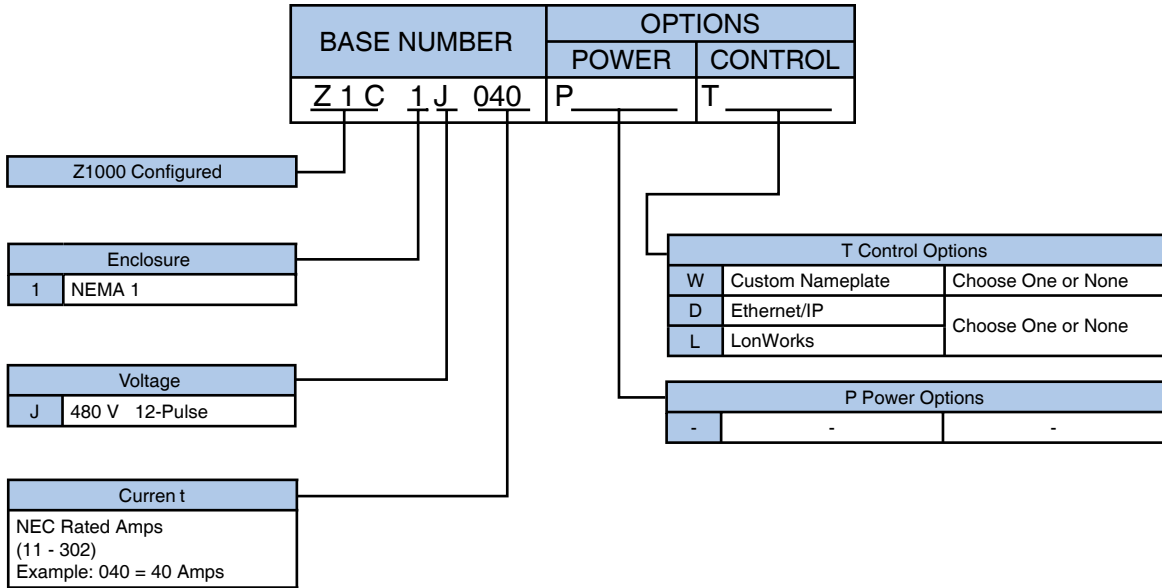 BASE NUMBER
OPTIONS
POWER CONTROL
Z 1 C 1 J 040 P T
Z1000 Configured
Enclosure
1 NEMA 1
Voltage
J 480 V 12-Pulse
Curren t
NEC Rated Amps
(11 - 302)
Example: 040 = 40 Amps
T Control Options
W Custom Nameplate Choose One or None
D Ethernet/IP Choose One or None
L LonWorks
P Power Options
- - -